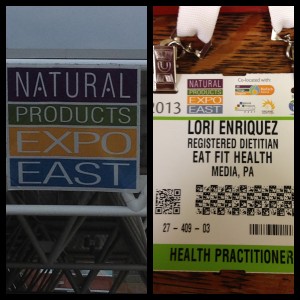 NATURAL
PRODUCTS
EXPO
EAST
2013
NATURAL
PRODUCTS
EXPO
EAST
Co-located with
LORI ENRIQUEZ
REGISTERED DIETITIAN
EAT FIT HEALTH
MEDIA, PA
27 - 409 - 03
HEALTH PRACTITIONER